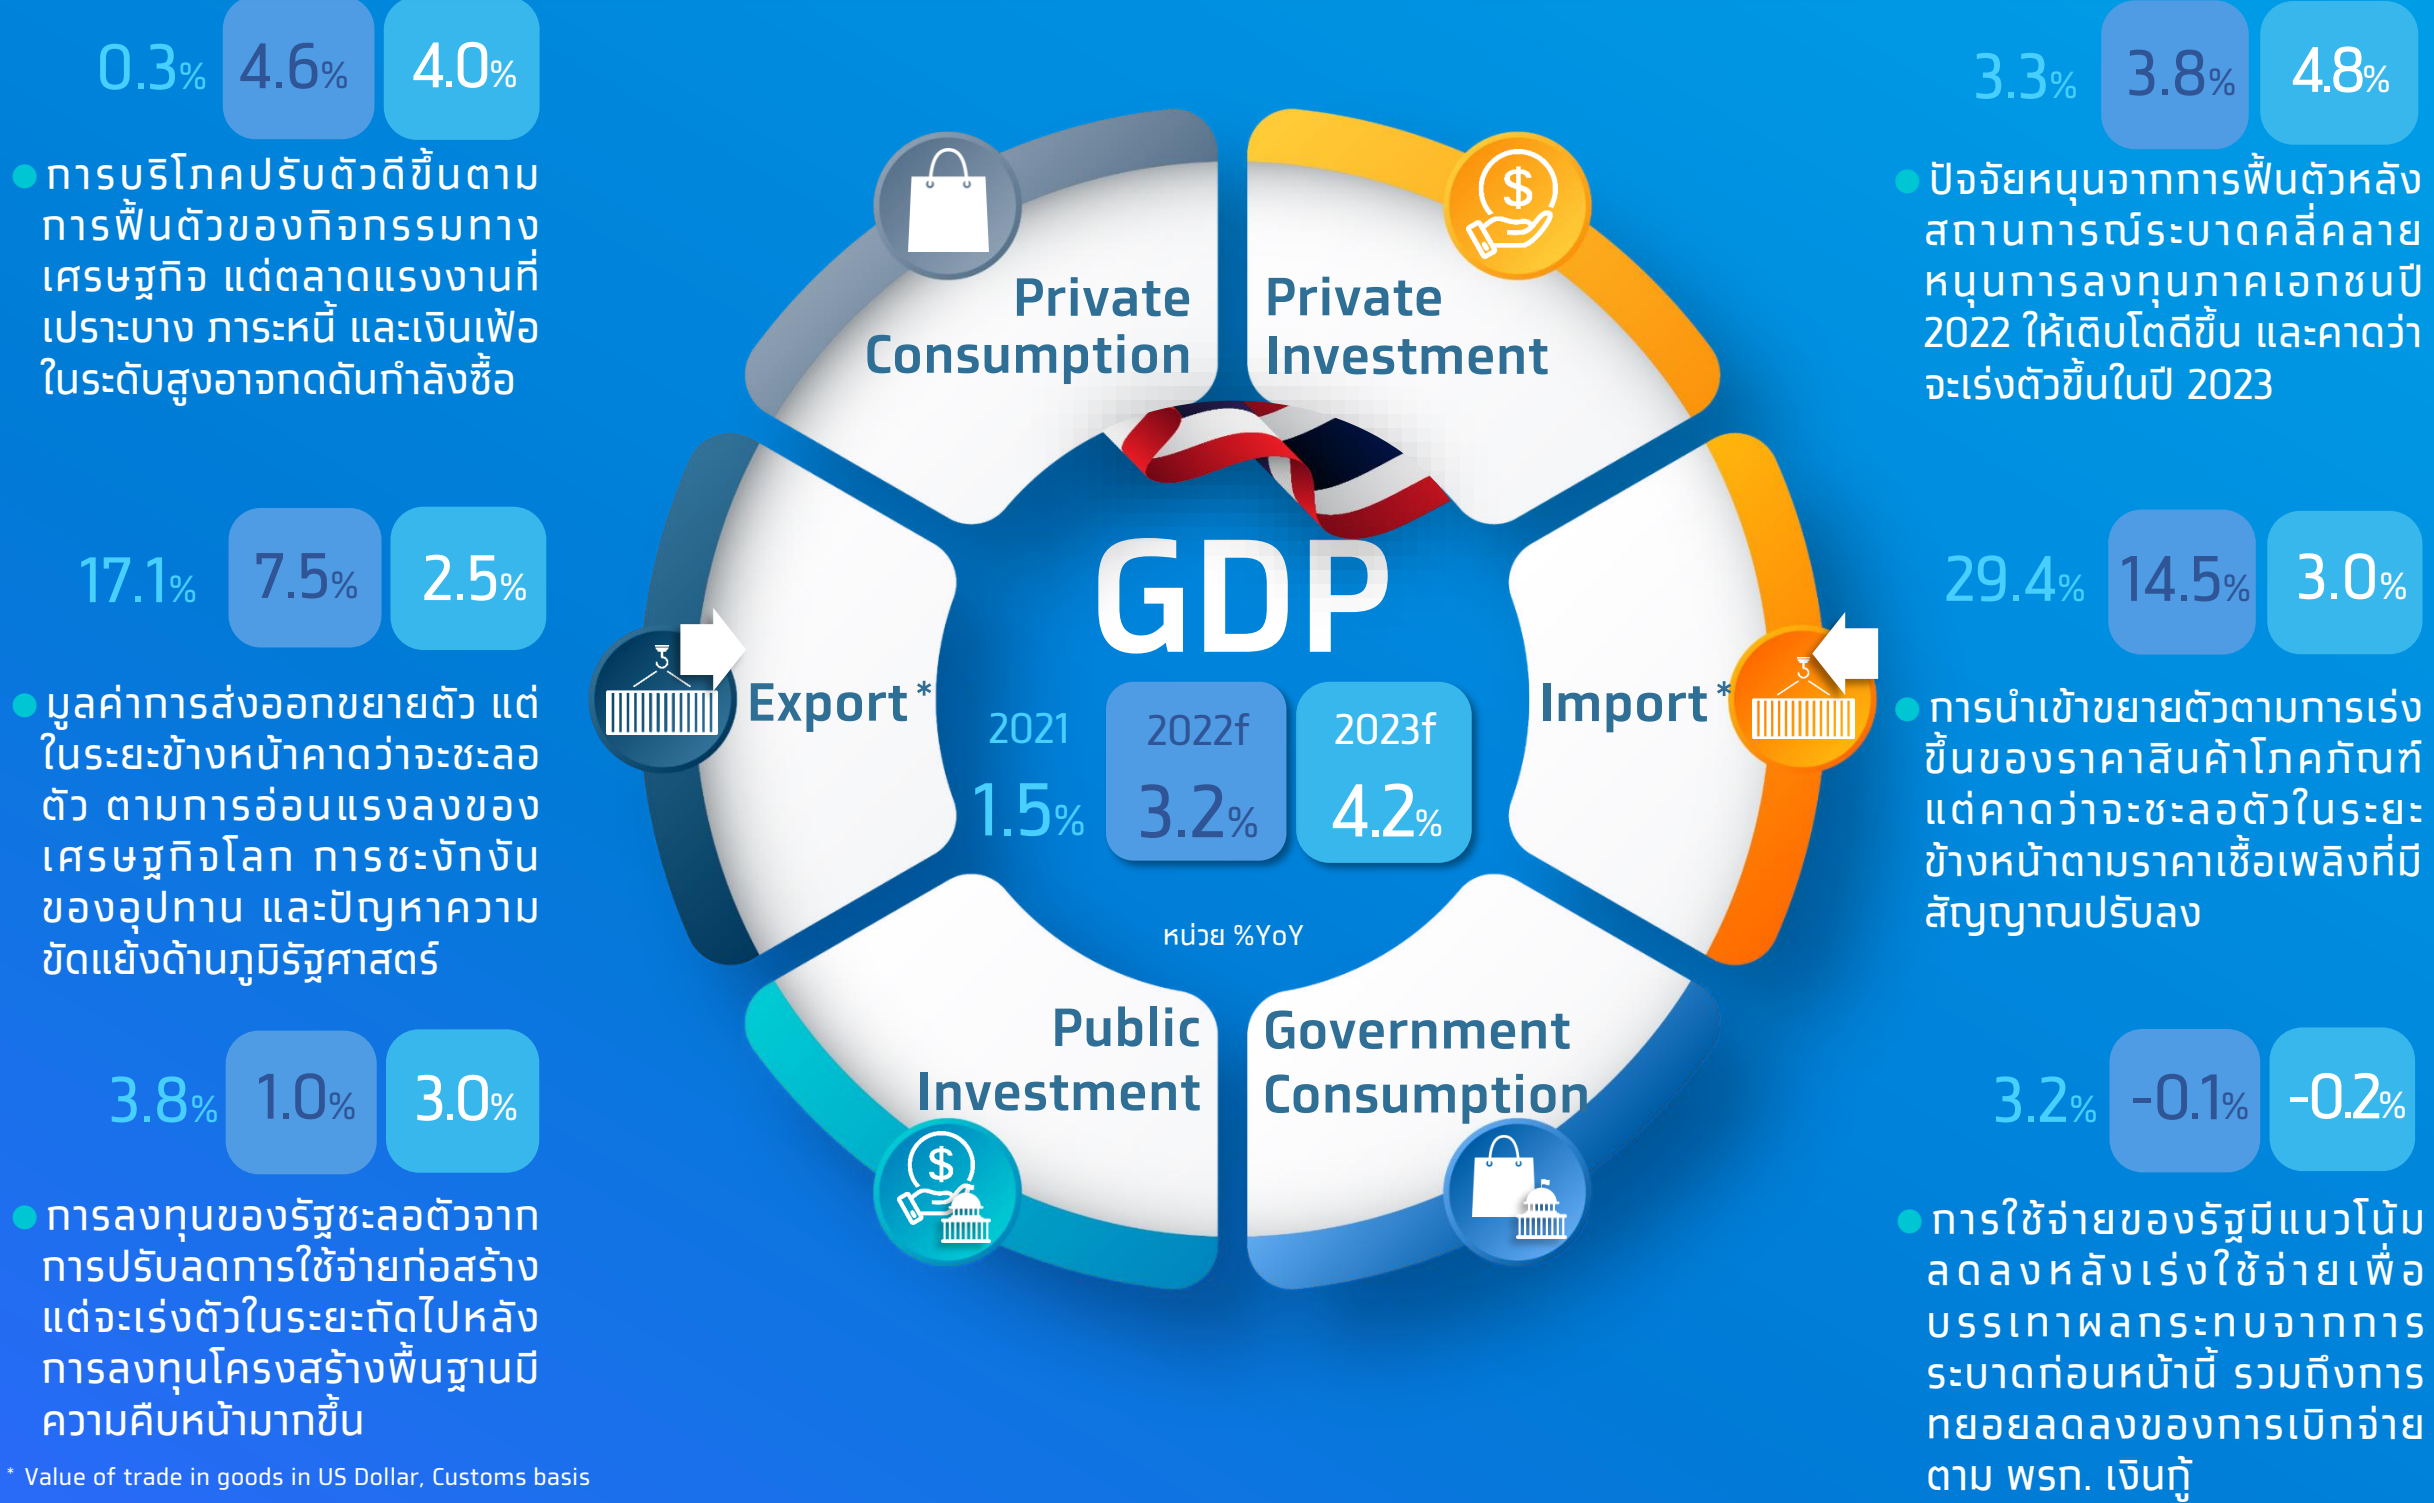 0.3% 4.6% 4.0%
การบริโภคปรับตัวดีขึ้นตาม
การฟื้นตัวของกิจกรรมทาง
เศรษฐกิจ แต่ตลาดแรงงานที่
เปราะบาง ภาระหนี้ และเงินเฟ้อ
ในระดับสูงอาจกดดันกำลังซื้อ
17.1% 7.5% 2.5%
มูลค่าการส่งออกขยายตัว แต่
ในระยะข้างหน้าคาดว่าจะชะลอ
ตัว ตามการอ่อนแรงลงของ
เศรษฐกิจโลก การชะงักงัน
ของอุปทาน และปัญหาความ
ขัดแย้งด้านภูมิรัฐศาสตร์
3.8% 1.0% 3.0%
การลงทุนของรัฐชะลอตัวจาก
การปรับลดการใช้จ่ายก่อสร้าง
แต่จะเร่งตัวในระยะถัดไปหลัง
การลงทุนโครงสร้างพื้นฐานมี
ความคืบหน้ามากขึ้น
* Value of trade in goods in US Dollar, Customs basis
Private
Consumption
Private
Investment
Export*
Import*
GDP
2021 2022f 2023f
1.5% 3.2% 4.2%
หน่วย %YoY
Public
Investment
Government
Consumption
3.3% 3.8% 4.8%
ปัจจัยหนุนจากการฟื้นตัวหลัง
สถานการณ์ระบาดคลี่คลาย
หนุนการลงทุนภาคเอกชนปี
2022 ให้เติบโตดีขึ้น และคาดว่า
จะเร่งตัวขึ้นในปี 2023
29.4% 14.5% 3.0%
การนำเข้าขยายตัวตามการเร่ง
ขึ้นของราคาสินค้าโภคภัณฑ์
แต่คาดว่าจะชะลอตัวในระยะ
ข้างหน้าตามราคาเชื้อเพลิงที่มี
สัญญาณปรับลง
3.2% -0.1% -0.2%
การใช้จ่ายของรัฐมีแนวโน้ม
ลดลงหลังเร่งใช้จ่ายเพื่อ
บรรเทาผลกระทบจากการ
ระบาดก่อนหน้านี้ รวมถึงการ
ทยอยลดลงของการเบิกจ่าย
ตาม พรก. เงินกู้